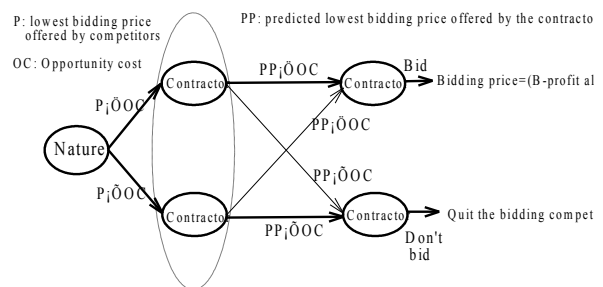 P: lowest bidding price
offered by competitors
PP: predicted lowest bidding price offered by the contracto
OC: Opportunity cost
PP¡ÖOC
Bid
Contracto
Contracto
Bidding price=(B-profit al
P¡ÖOC
PP¡ÖOC
Nature
PP¡ÕOC
P¡ÕOC
Contracto
Contracto
Quit the bidding compet
PP¡ÕOC
Don't
bid